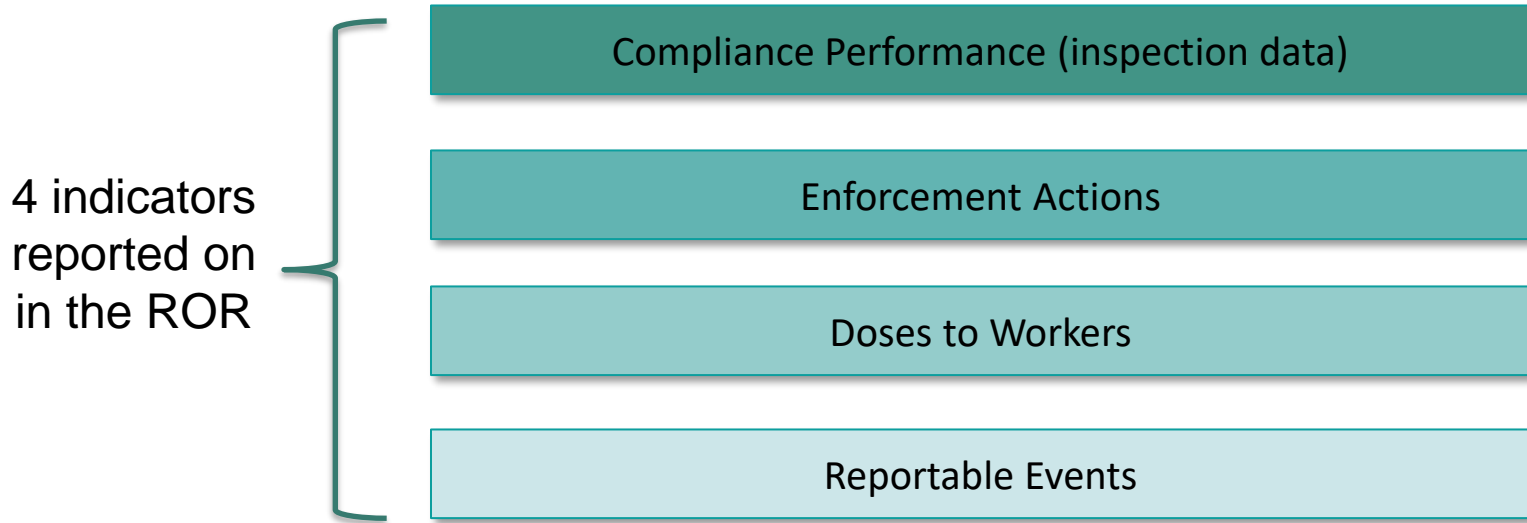 4 indicators
reported on
in the ROR
Compliance Performance (inspection data)
Enforcement Actions
Doses to Workers
Reportable Events